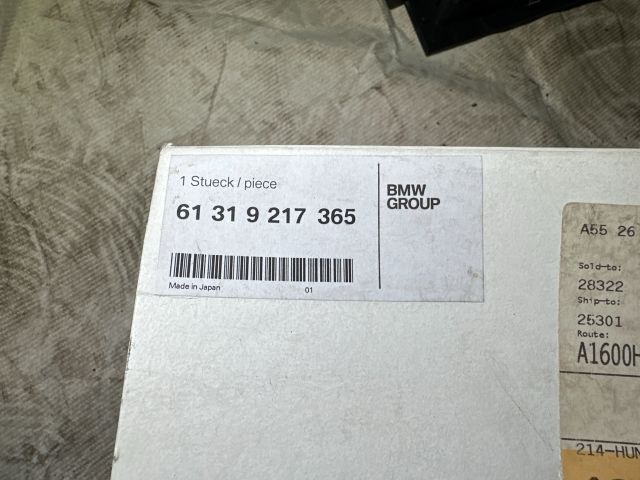 1 Stueck / piece
61 31 9 217 365
Made in Japan
01
BMW
GROUP
A55 26
Sold-to:
28322
Ship-to:
25301
Route:
A1600H
214-HUN